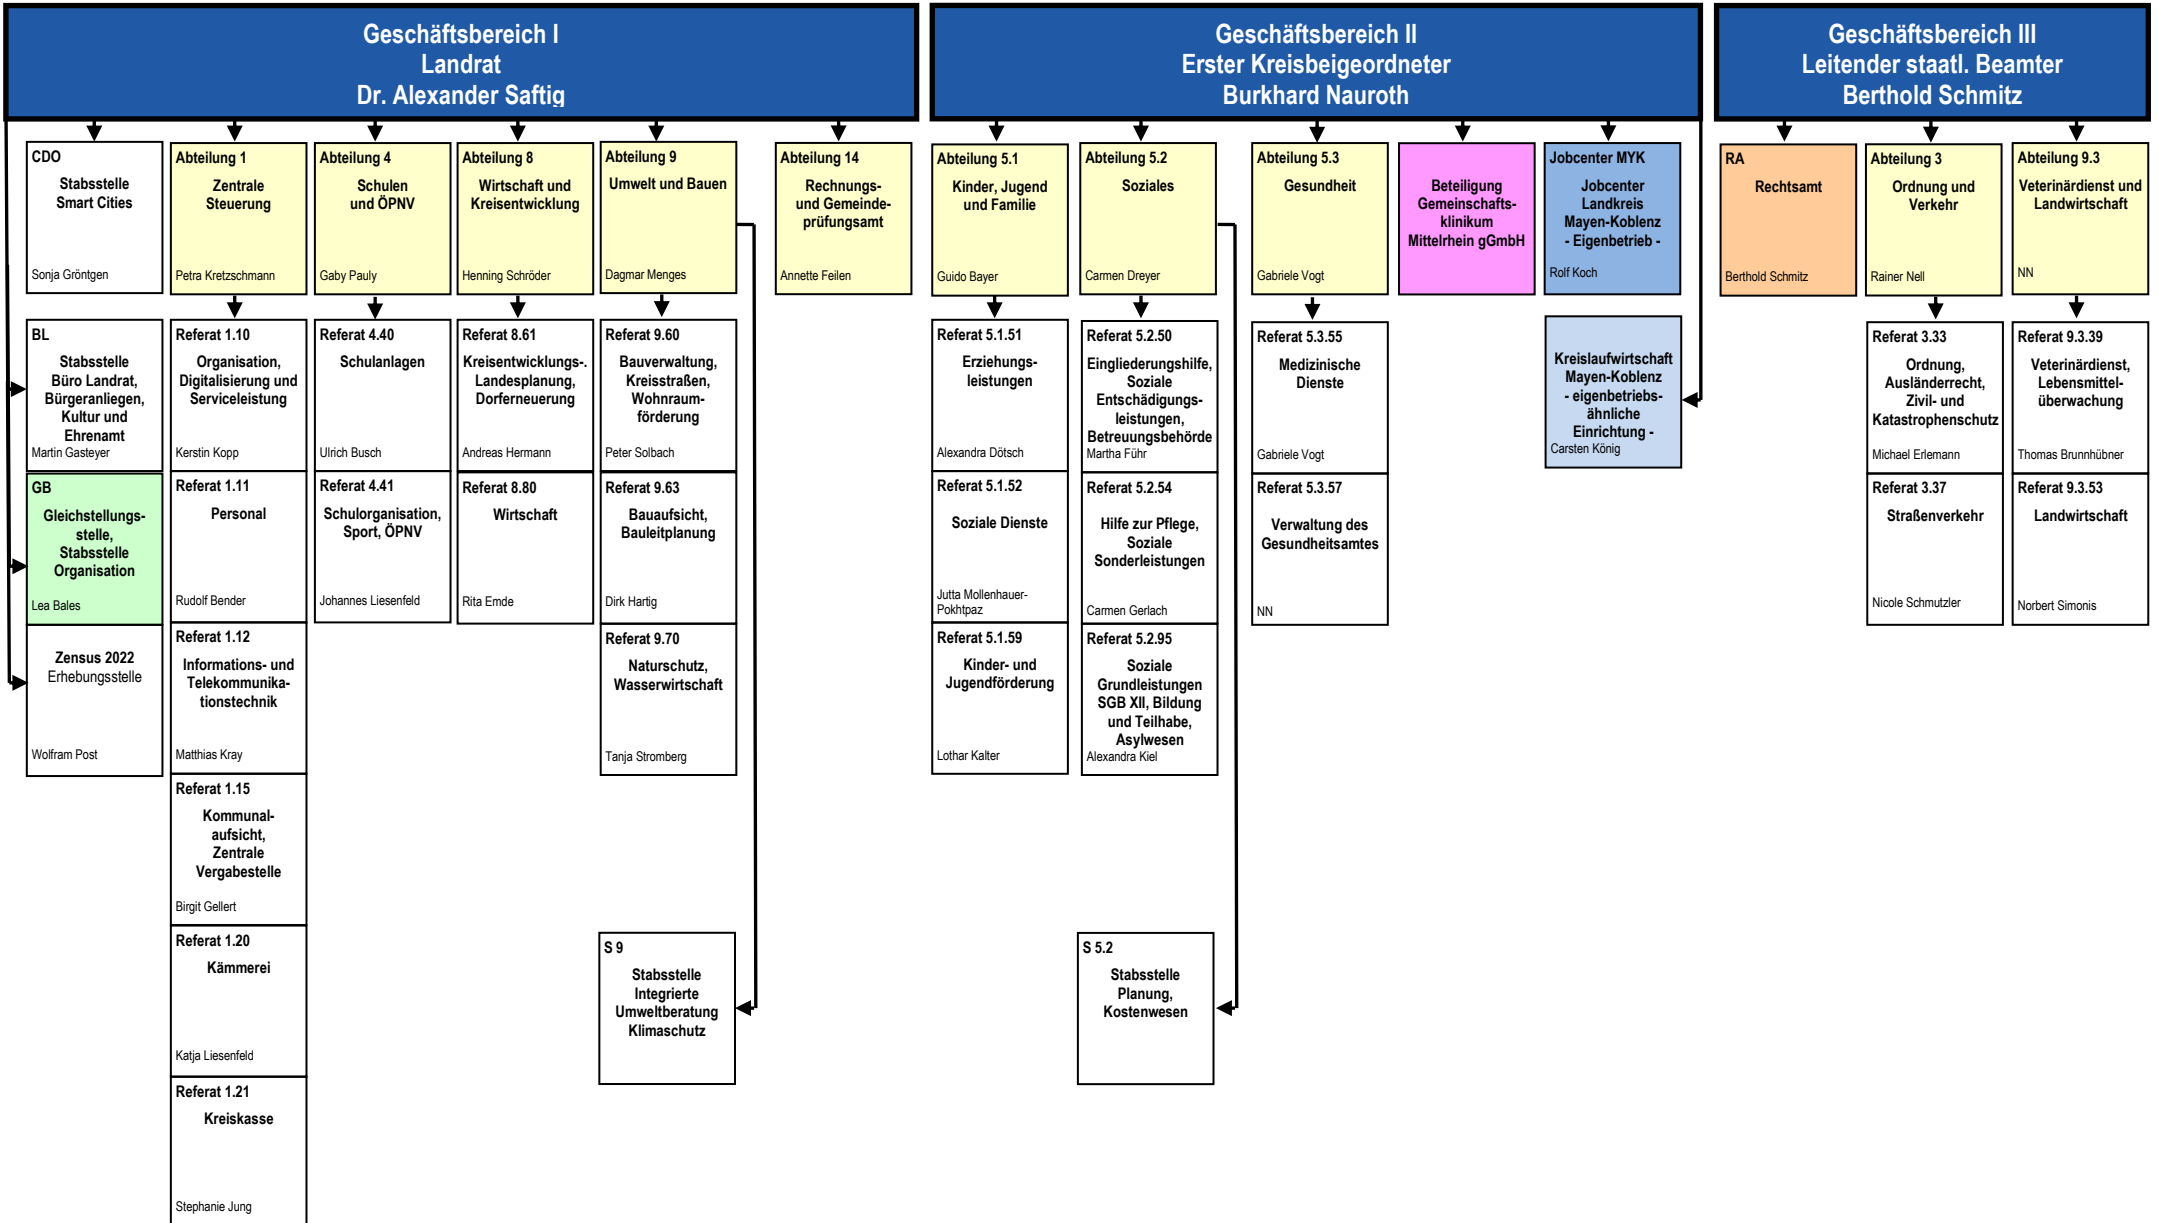 Geschäftsbereich I
Landrat
Dr. Alexander Saftig
Geschäftsbereich II
Erster Kreisbeigeordneter
Burkhard Nauroth
Geschäftsbereich III
Leitender staatl. Beamter
Berthold Schmitz
CDO
Stabsstelle
Smart Cities
Sonja Gröntgen
Abteilung 1
Zentrale
Steuerung
Petra Kretzschmann
Abteilung 4
Schulen
und ÖPNV
Gaby Pauly
Abteilung 8
Wirtschaft und
Kreisentwicklung
Henning Schröder
Abteilung 9
Umwelt und Bauen
Dagmar Menges
Abteilung 14
Rechnungs-
und Gemeinde-
prüfungsamt
Annette Feilen
Abteilung 5.1
Kinder, Jugend
und Familie
Guido Bayer
Abteilung 5.2
Soziales
Carmen Dreyer
Abteilung 5.3
Gesundheit
Gabriele Vogt
Beteiligung
Gemeinschafts-
klinikum
Mittelrhein gGmbH
Jobcenter MYK
Jobcenter
Landkreis
Mayen-Koblenz
- Eigenbetrieb -
Rolf Koch
RA
Rechtsamt
Berthold Schmitz
Abteilung 3
Ordnung und
Verkehr
Rainer Nell
Abteilung 9.3
Veterinärdienst und
Landwirtschaft
NN
BL
Stabsstelle
Büro Landrat,
Bürgeranliegen,
Kultur und
Ehrenamt
Martin Gasteyer
Referat 1.10
Organisation,
Digitalisierung und
Serviceleistung
Kerstin Kopp
Referat 4.40
Schulanlagen
Ulrich Busch
Referat 8.61
Kreisentwicklungs-.
Landesplanung,
Dorferneuerung
Andreas Hermann
Referat 9.60
Bauverwaltung,
Kreisstraßen,
Wohnraum-
förderung
Peter Solbach
Referat 5.1.51
Erziehungs-
leistungen
Alexandra Dötsch
Referat 5.2.50
Eingliederungshilfe,
Soziale
Entschädigungs-
leistungen,
Betreuungsbehörde
Martha Führ
Referat 5.3.55
Medizinische
Dienste
Gabriele Vogt
Kreislaufwirtschaft
Mayen-Koblenz
- eigenbetriebs-
ähnliche
Einrichtung -
Carsten König
Referat 3.33
Ordnung,
Ausländerrecht,
Zivil- und
Katastrophenschutz
Michael Erlemann
Referat 9.3.39
Veterinärdienst,
Lebensmittel-
überwachung
Thomas Brunnhübner
GB
Gleichstellungs-
stelle,
Stabsstelle
Organisation
Lea Bales
Referat 1.11
Personal
Rudolf Bender
Referat 4.41
Schulorganisation,
Sport, ÖPNV
Johannes Liesenfeld
Referat 8.80
Wirtschaft
Rita Emde
Referat 9.63
Bauaufsicht,
Bauleitplanung
Dirk Hartig
Referat 5.1.52
Soziale Dienste
Jutta Mollenhauer-
Pokhtpaz
Referat 5.2.54
Hilfe zur Pflege,
Soziale
Sonderleistungen
Carmen Gerlach
Referat 5.3.57
Verwaltung des
Gesundheitsamtes
NN
Referat 3.37
Straßenverkehr
Nicole Schmutzler
Referat 9.3.53
Landwirtschaft
Norbert Simonis
Zensus 2022
Erhebungsstelle
Wolfram Post
Referat 1.12
Informations- und
Telekommunika-
tionstechnik
Matthias Kray
Referat 9.70
Naturschutz,
Wasserwirtschaft
Tanja Stromberg
Referat 5.1.59
Kinder- und
Jugendförderung
Lothar Kalter
Referat 5.2.95
Soziale
Grundleistungen
SGB XII, Bildung
und Teilhabe,
Asylwesen
Alexandra Kiel
Referat 1.15
Kommunal-
aufsicht,
Zentrale
Vergabestelle
Birgit Gellert
Referat 1.20
Kämmerei
Katja Liesenfeld
S 9
Stabsstelle
Integrierte
Umweltberatung
Klimaschutz
S 5.2
Stabsstelle
Planung,
Kostenwesen
Referat 1.21
Kreiskasse
Stephanie Jung